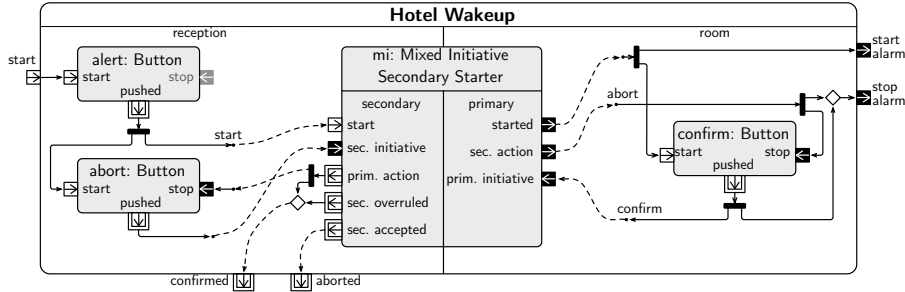 Hotel Wakeup
reception
room
start
alert: Button
start
stop
pushed
start
abort: Button
start
stop
pushed
mi: Mixed Initiative
Secondary Starter
secondary
primary
start
started
sec. initiative
sec. action
prim. action
prim. initiative
sec. overruled
sec. accepted
abort
confirm: Button
start
stop
pushed
confirm
start
alarm
stop
alarm
confirmed
aborted